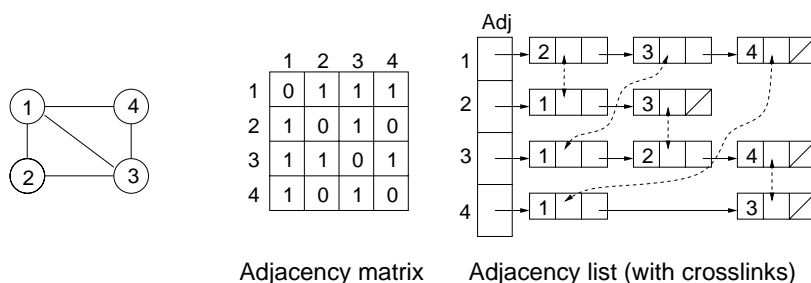 Adj
1 2 3 4
1 0 1 1 1
2 1 0 1 0
3 1 1 0 1
4 1 0 1 0
1 4
2 3
1 2 3 4
2 1 3
3 1 2 4
4 1 3
Adjacency matrix
Adjacency list (with crosslinks)